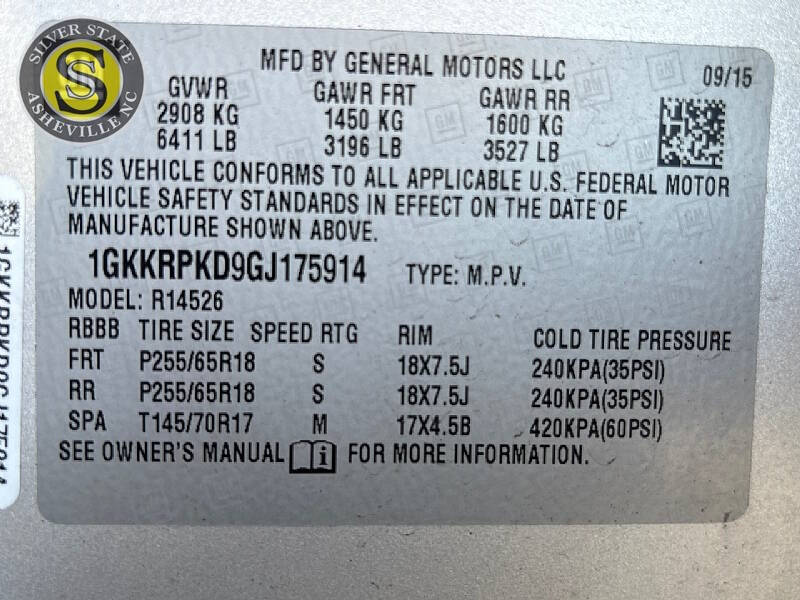 SILVER STATE
S
ASHEVILLE NC
MFD BY GENERAL MOTORS LLC
09/15
GVWR GAWR FRT GAWR RR
2908 KG 1450 KG 1600 KG
6411 LB 3196 LB 3527 LB
GM
THIS VEHICLE CONFORMS TO ALL APPLICABLE U.S. FEDERAL MOTOR
VEHICLE SAFETY STANDARDS IN EFFECT ON THE DATE OF
MANUFACTURE SHOWN ABOVE.
1GKKRPKD9GJ175914 TYPE: M.P.V.
MODEL: R14526
RBBB TIRE SIZE SPEED RTG RIM COLD TIRE PRESSURE
FRT P255/65R18 S 18X7.5J 240KPA(35PSI)
RR P255/65R18 S 18X7.5J 240KPA(35PSI)
SPA T145/70R17 M 17X4.5B 420KPA(60PSI)
SEE OWNER'S MANUAL i FOR MORE INFORMATION.
1GKKRPKD9GJ175914